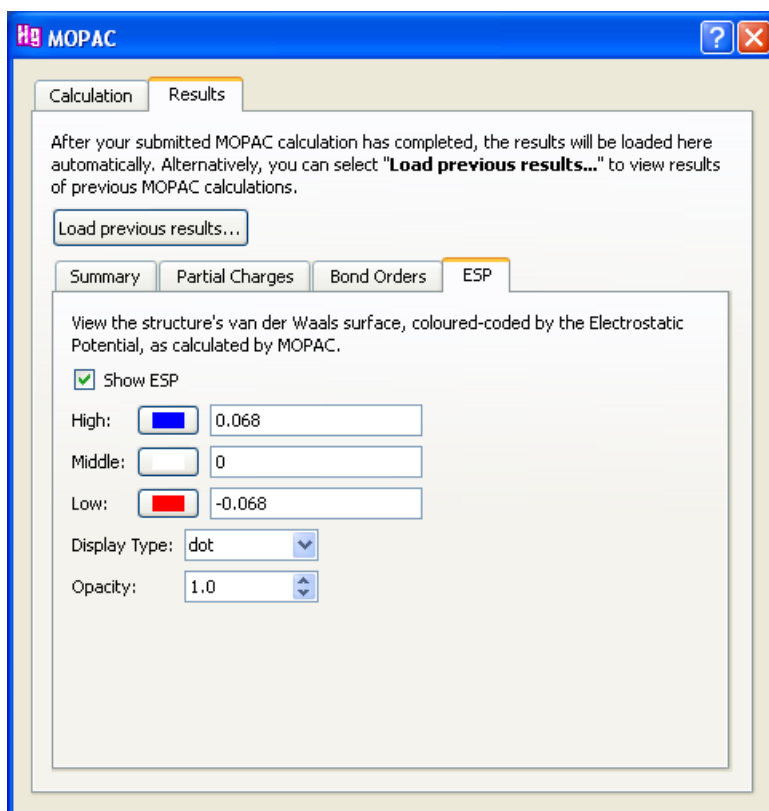 Hg MOPAC
Calculation Results
After your submitted MOPAC calculation has completed, the results will be loaded here
automatically. Alternatively, you can select "Load previous results..." to view results
of previous MOPAC calculations.
Load previous results...
Summary Partial Charges Bond Orders ESP
View the structure's van der Waals surface, coloured-coded by the Electrostatic
Potential, as calculated by MOPAC.
Show ESP
High: 0.068
Middle: 0
Low: -0.068
Display Type: dot
Opacity: 1.0